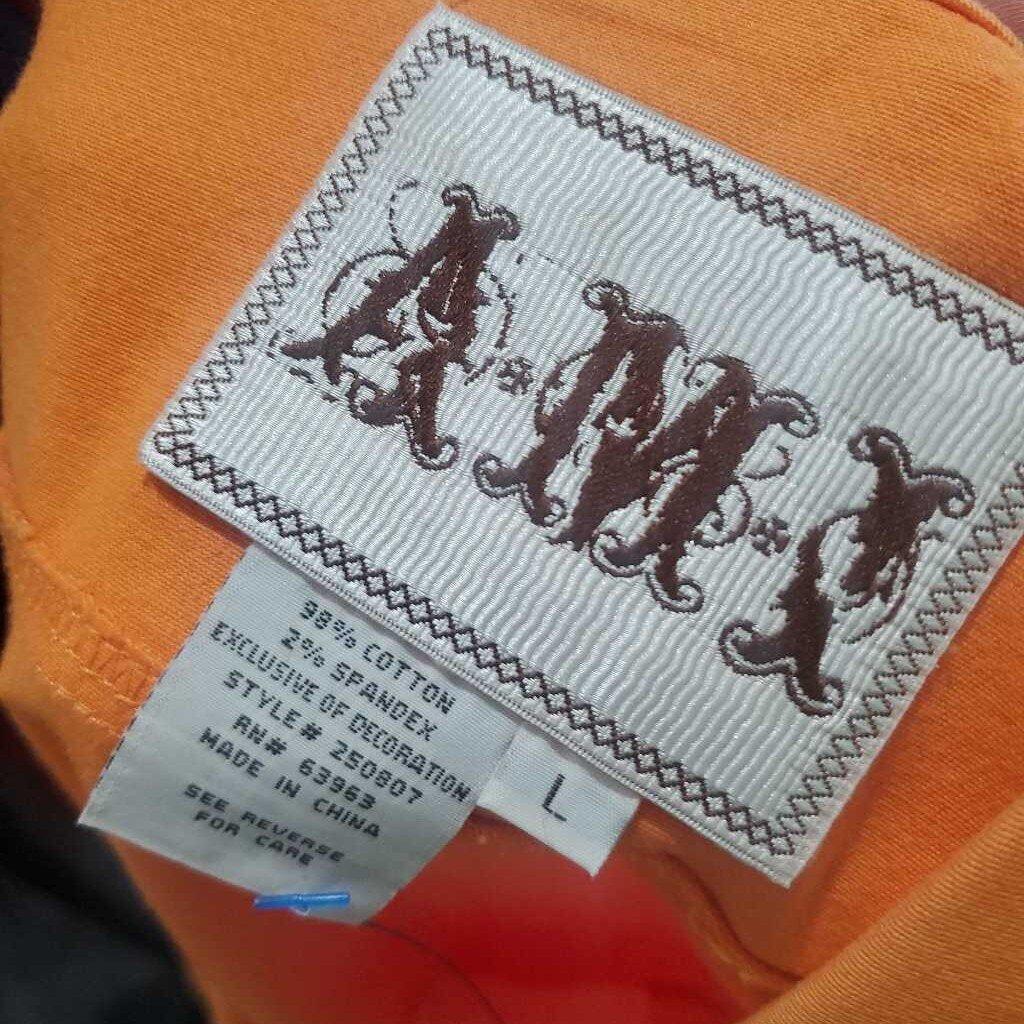 A·M·Y
98% COTTON
2% SPANDEX
EXCLUSIVE OF DECORATION
STYLE# 250807
RN# 63963
MADE IN CHINA
SEE REVERSE
FOR CARE
L